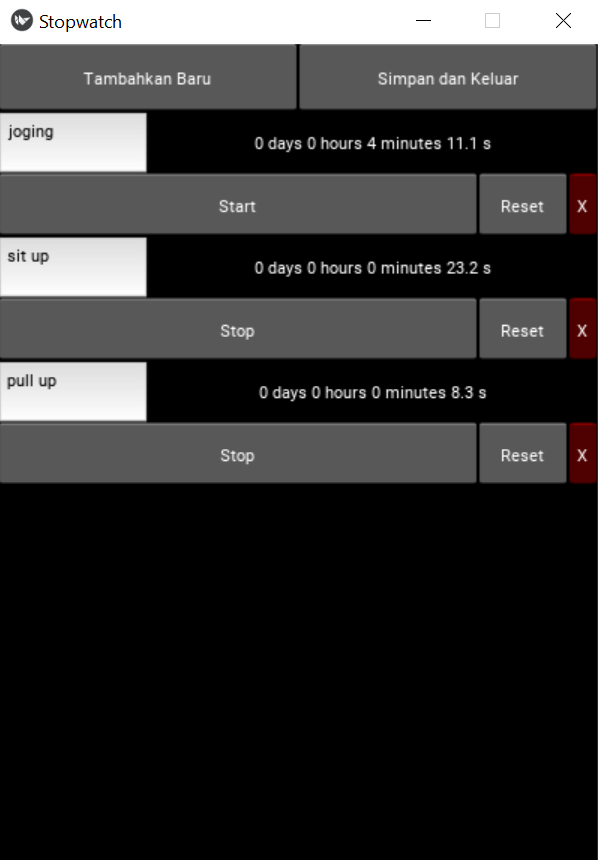 Stopwatch
Tambahkan Baru Simpan dan Keluar
joging 0 days 0 hours 4 minutes 11.1 s
Start Reset X
sit up 0 days 0 hours 0 minutes 23.2 s
Stop Reset X
pull up 0 days 0 hours 0 minutes 8.3 s
Stop Reset X